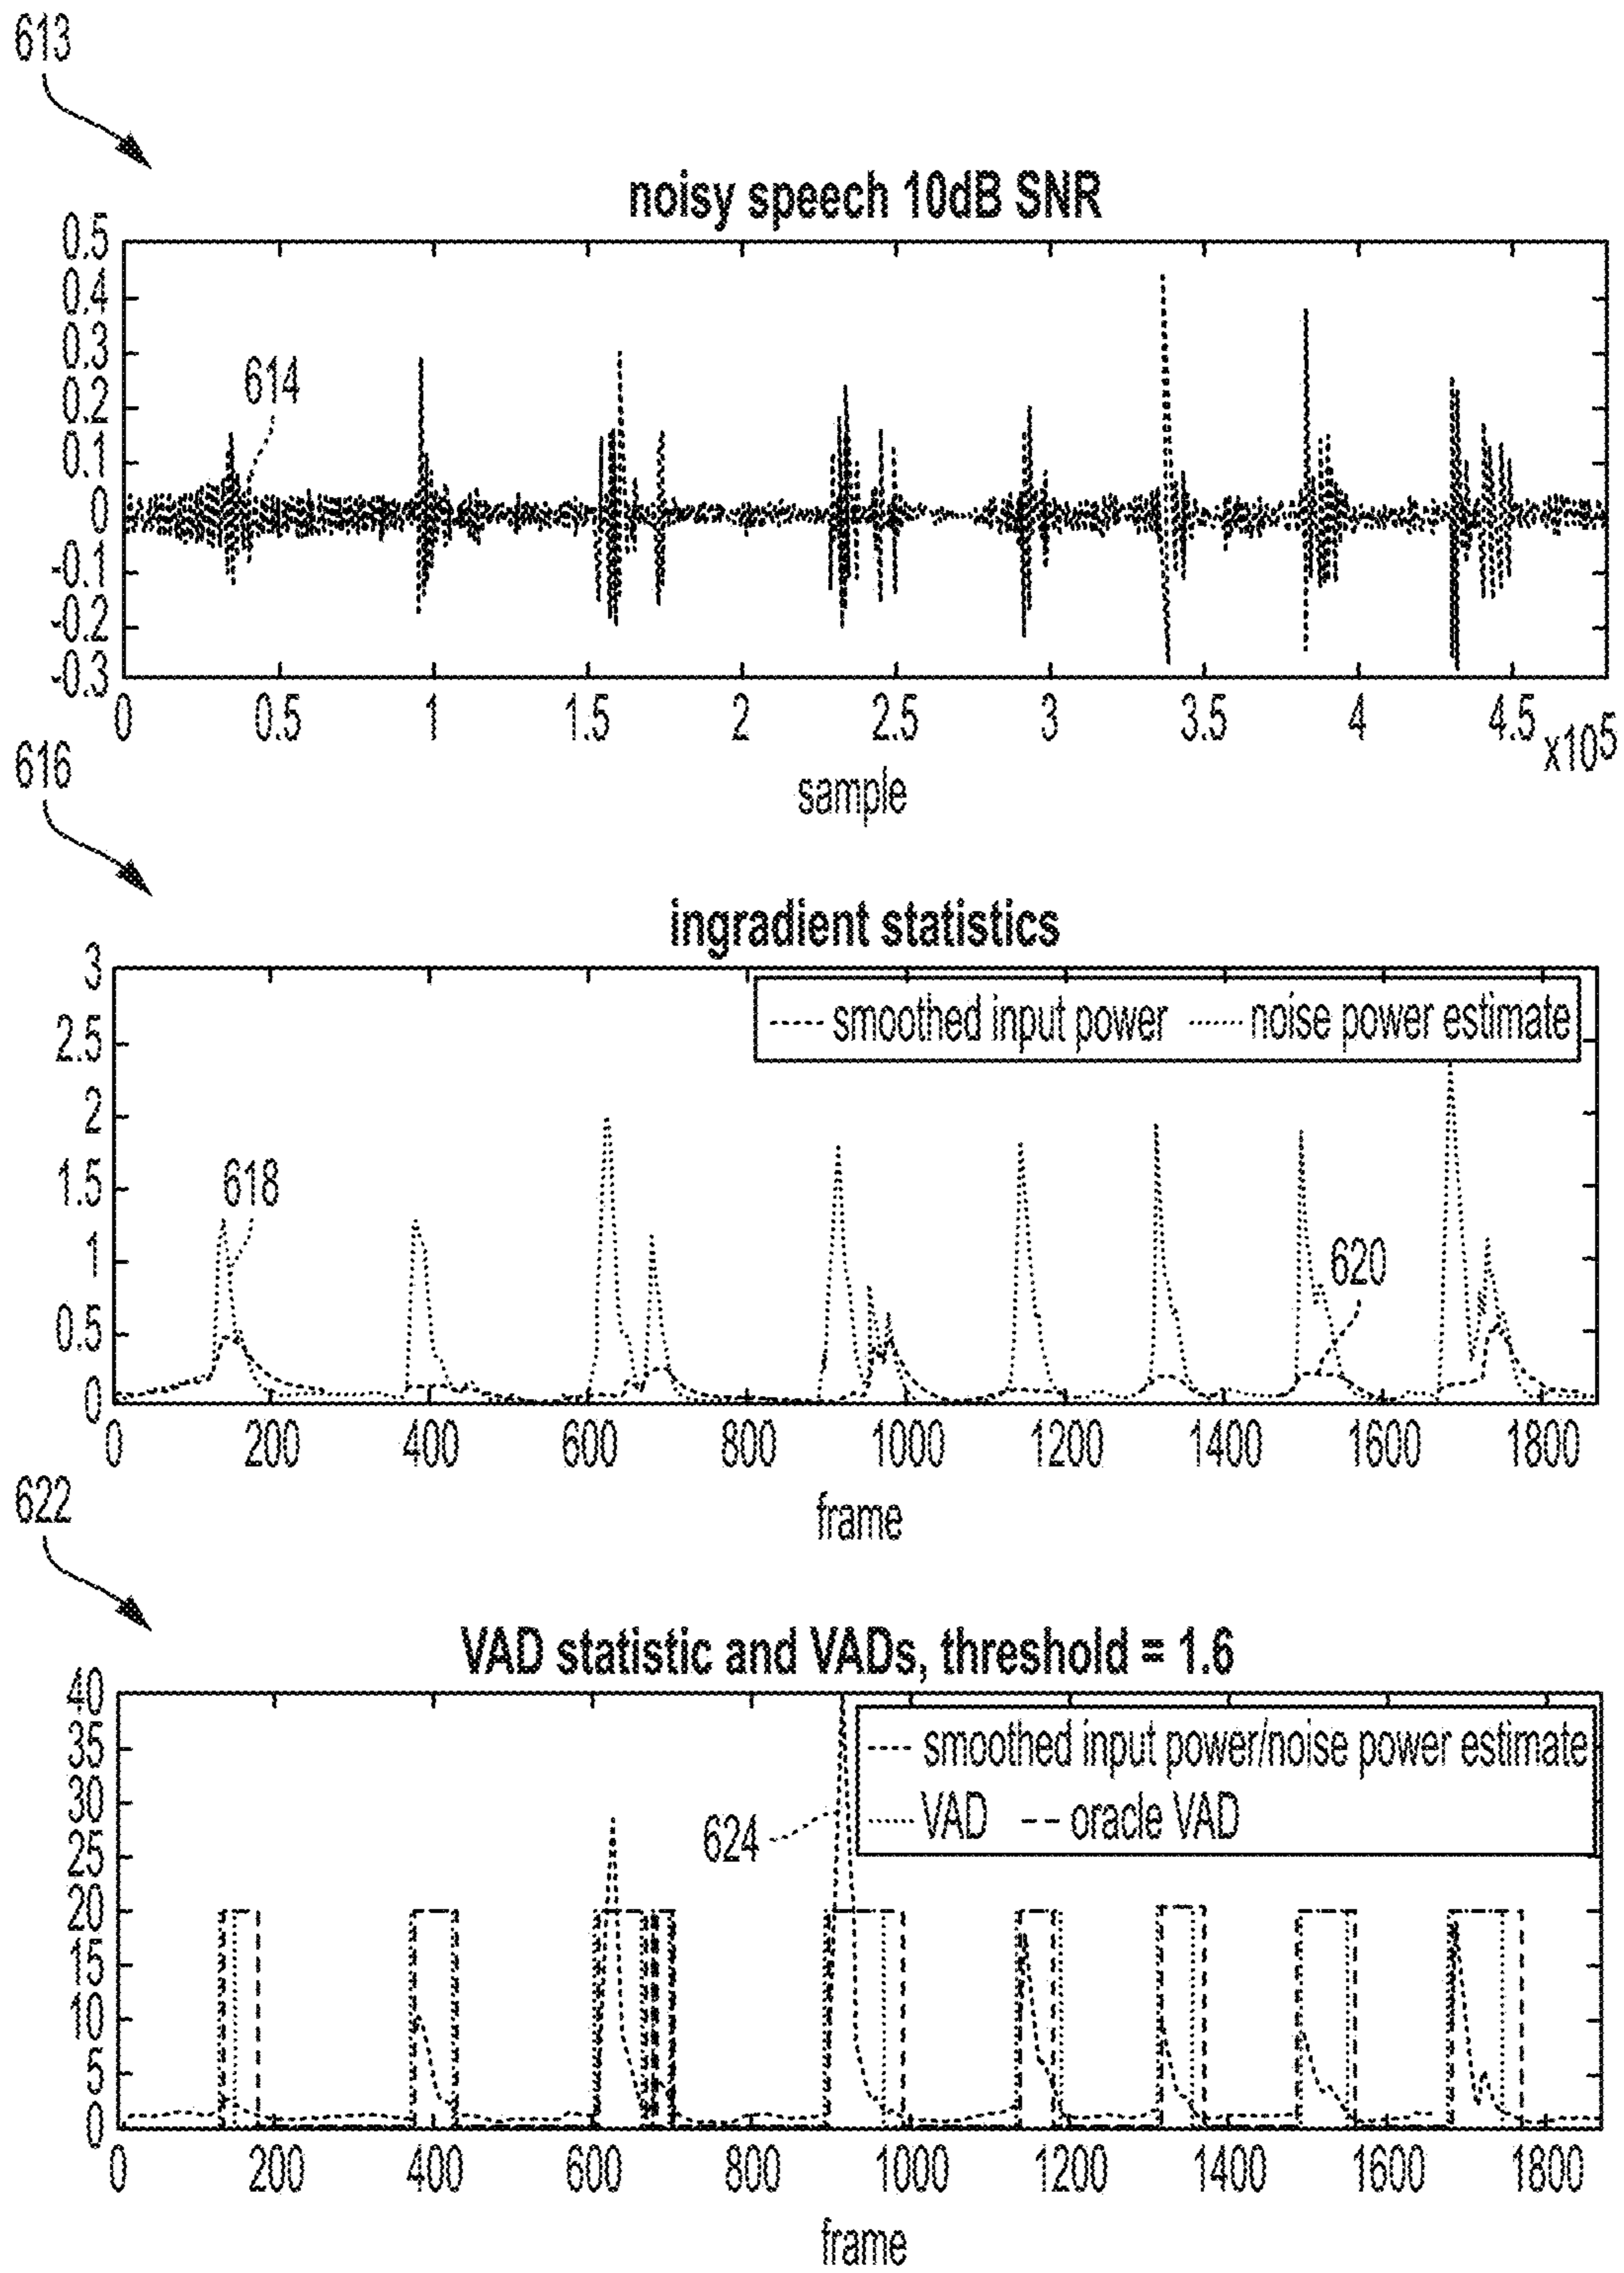 613
noisy speech 10dB SNR
0.5
0.4
0.3
0.2
0.1
0
-0.1
-0.2
-0.3
614
0 0.5 1 1.5 2 2.5 3 3.5 4 4.5 x10⁵
sample
616
ingradient statistics
3
2.5
2
1.5
1
0.5
0
smoothed input power noise power estimate
618
620
0 200 400 600 800 1000 1200 1400 1600 1800
frame
622
VAD statistic and VADs, threshold = 1.6
40
35
30
25
20
15
10
5
0
smoothed input power/noise power estimate
VAD oracle VAD
624
0 200 400 600 800 1000 1200 1400 1600 1800
frame